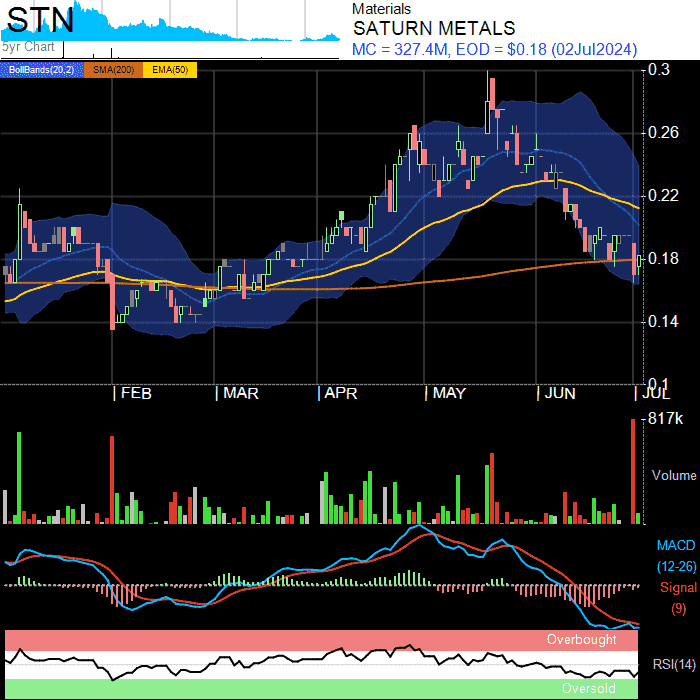 STN
5yr Chart
Materials
SATURN METALS
MC = 327.4M, EOD = $0.18 (02Jul2024)
BollBands(20,2) SMA(200) EMA(50)
0.3
0.26
0.22
0.18
0.14
0.1
FEB MAR APR MAY JUN JUL
817k
Volume
MACD
(12-26)
Signal
(9)
Overbought
RSI(14)
Oversold